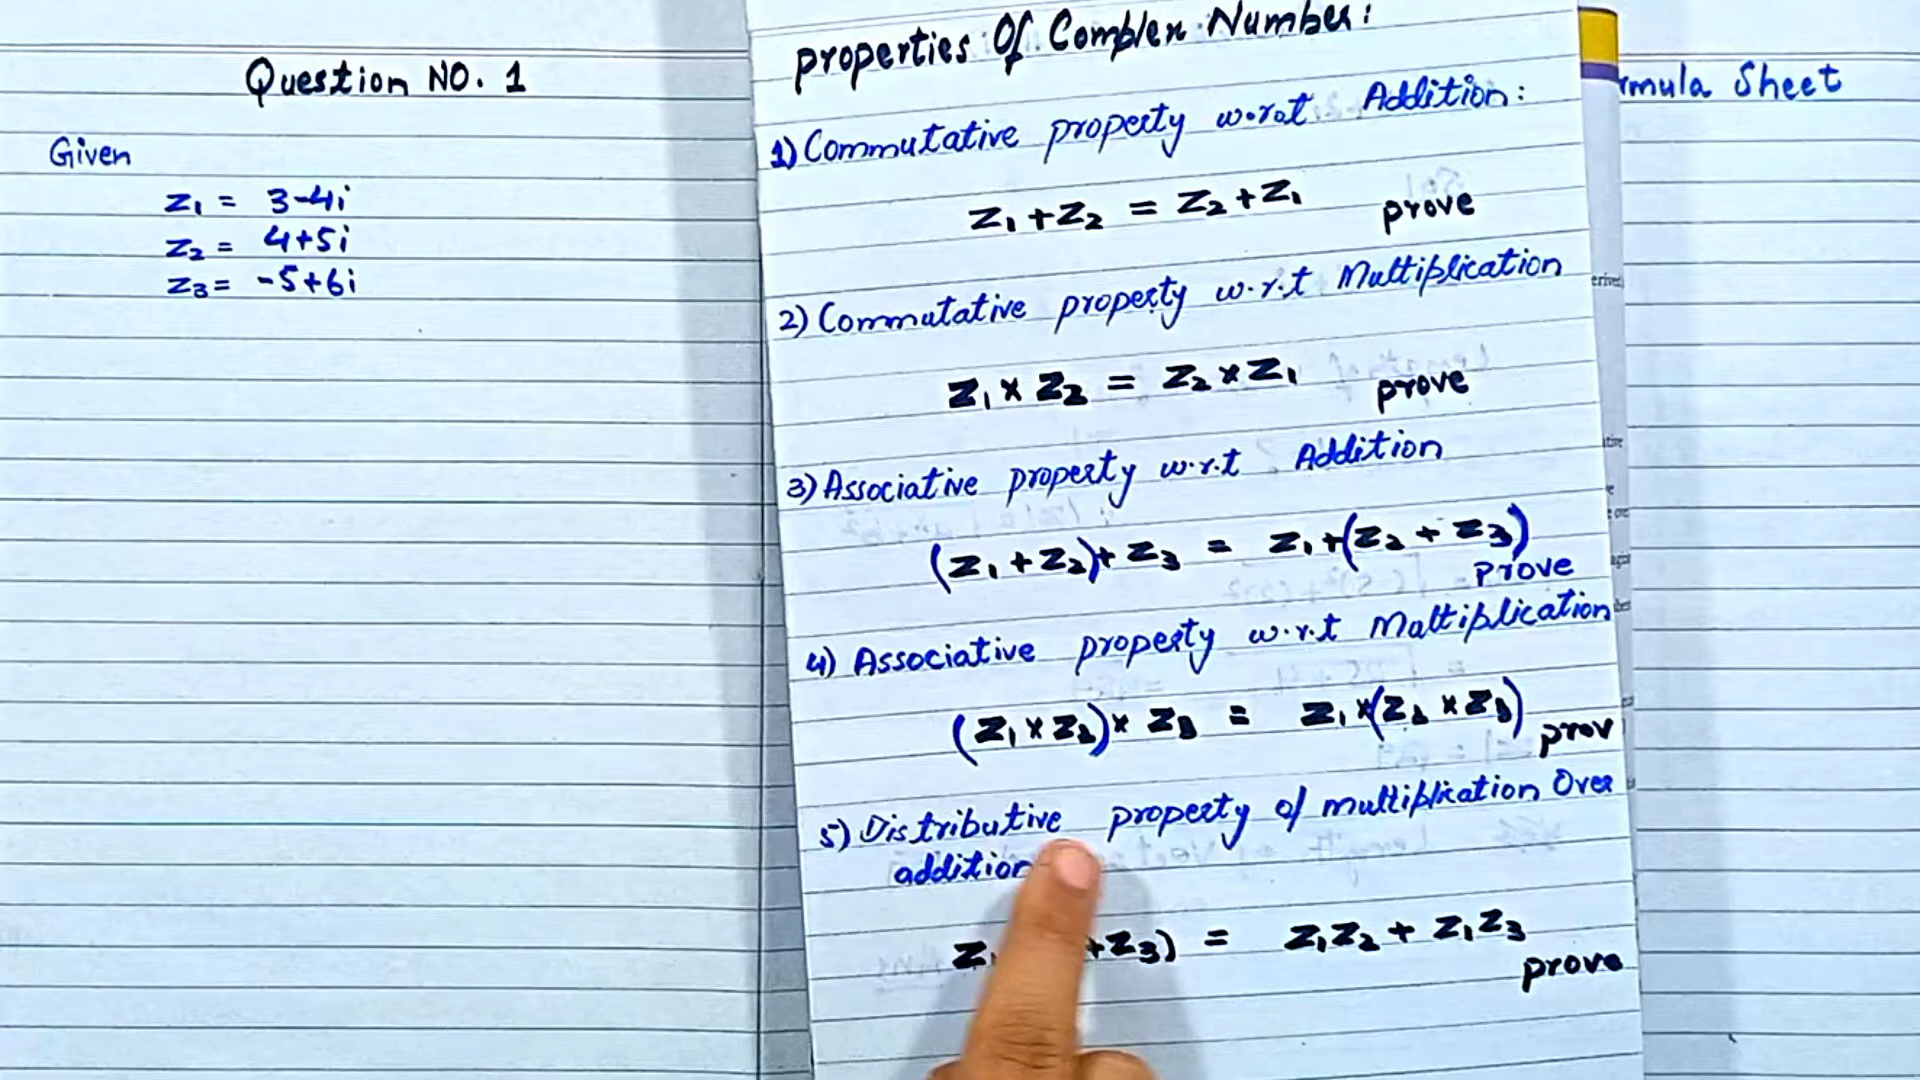 Question NO. 1
Given
z₁ = 3-4i
z₂ = 4+5i
z₃ = -5+6i
properties Of Complex Number:
1) Commutative property w.r.t Addition:
z₁ + z₂ = z₂ + z₁ prove
2) Commutative property w.r.t Multiplication
z₁ × z₂ = z₂ × z₁ prove
3) Associative property w.r.t Addition
(z₁ + z₂) + z₃ = z₁ + (z₂ + z₃)
prove
4) Associative property w.r.t Multiplication
(z₁ × z₂) × z₃ = z₁ × (z₂ × z₃) prov
5) Distributive property of multiplication Over
addition
z₁ +z₃) = z₁z₂ + z₁z₃
prove
rmula Sheet